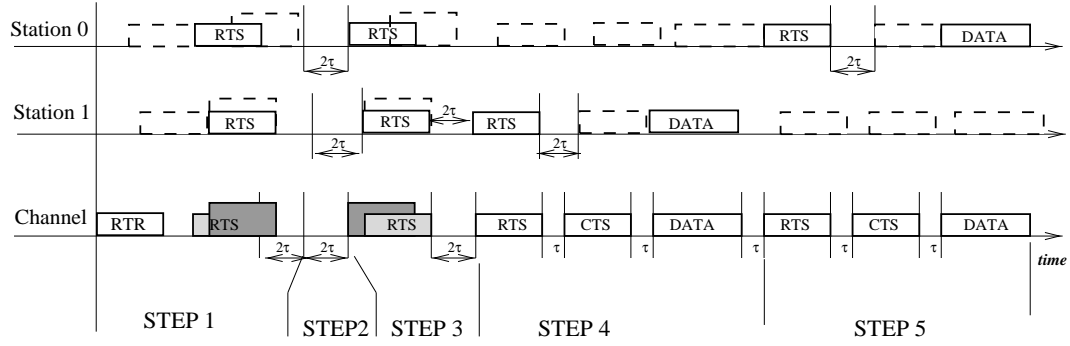 Station 0
RTS
RTS
RTS
DATA
2τ
2τ
Station 1
RTS
RTS
2τ
RTS
DATA
2τ
2τ
Channel
RTR
RTS
RTS
RTS
CTS
DATA
RTS
CTS
DATA
2τ
2τ
2τ
τ
τ
τ
τ
τ
time
STEP 1
STEP2
STEP 3
STEP 4
STEP 5